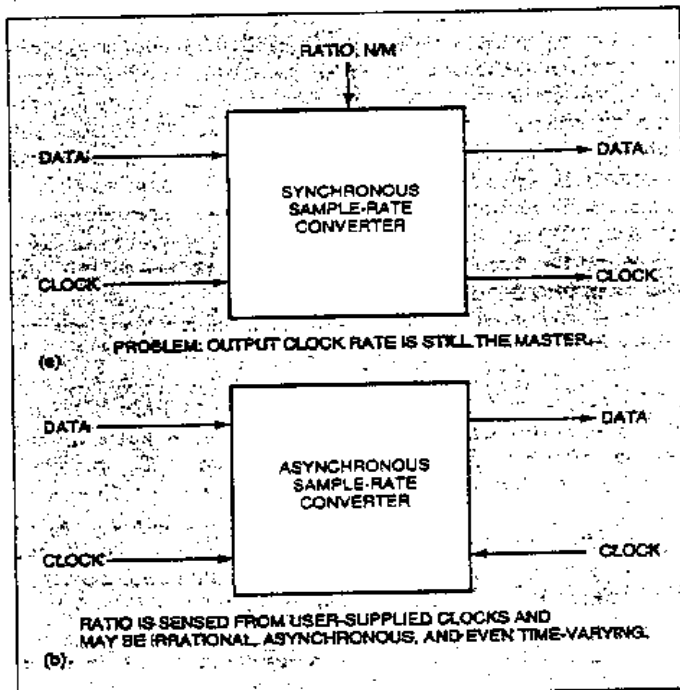 RATIO, N/M
DATA
DATA
SYNCHRONOUS
SAMPLE-RATE
CONVERTER
CLOCK
CLOCK
PROBLEM: OUTPUT CLOCK RATE IS STILL THE MASTER.
(a)
DATA
DATA
ASYNCHRONOUS
SAMPLE-RATE
CONVERTER
CLOCK
CLOCK
RATIO IS SENSED FROM USER-SUPPLIED CLOCKS AND
MAY BE IRRATIONAL, ASYNCHRONOUS, AND EVEN TIME-VARYING.
(b)